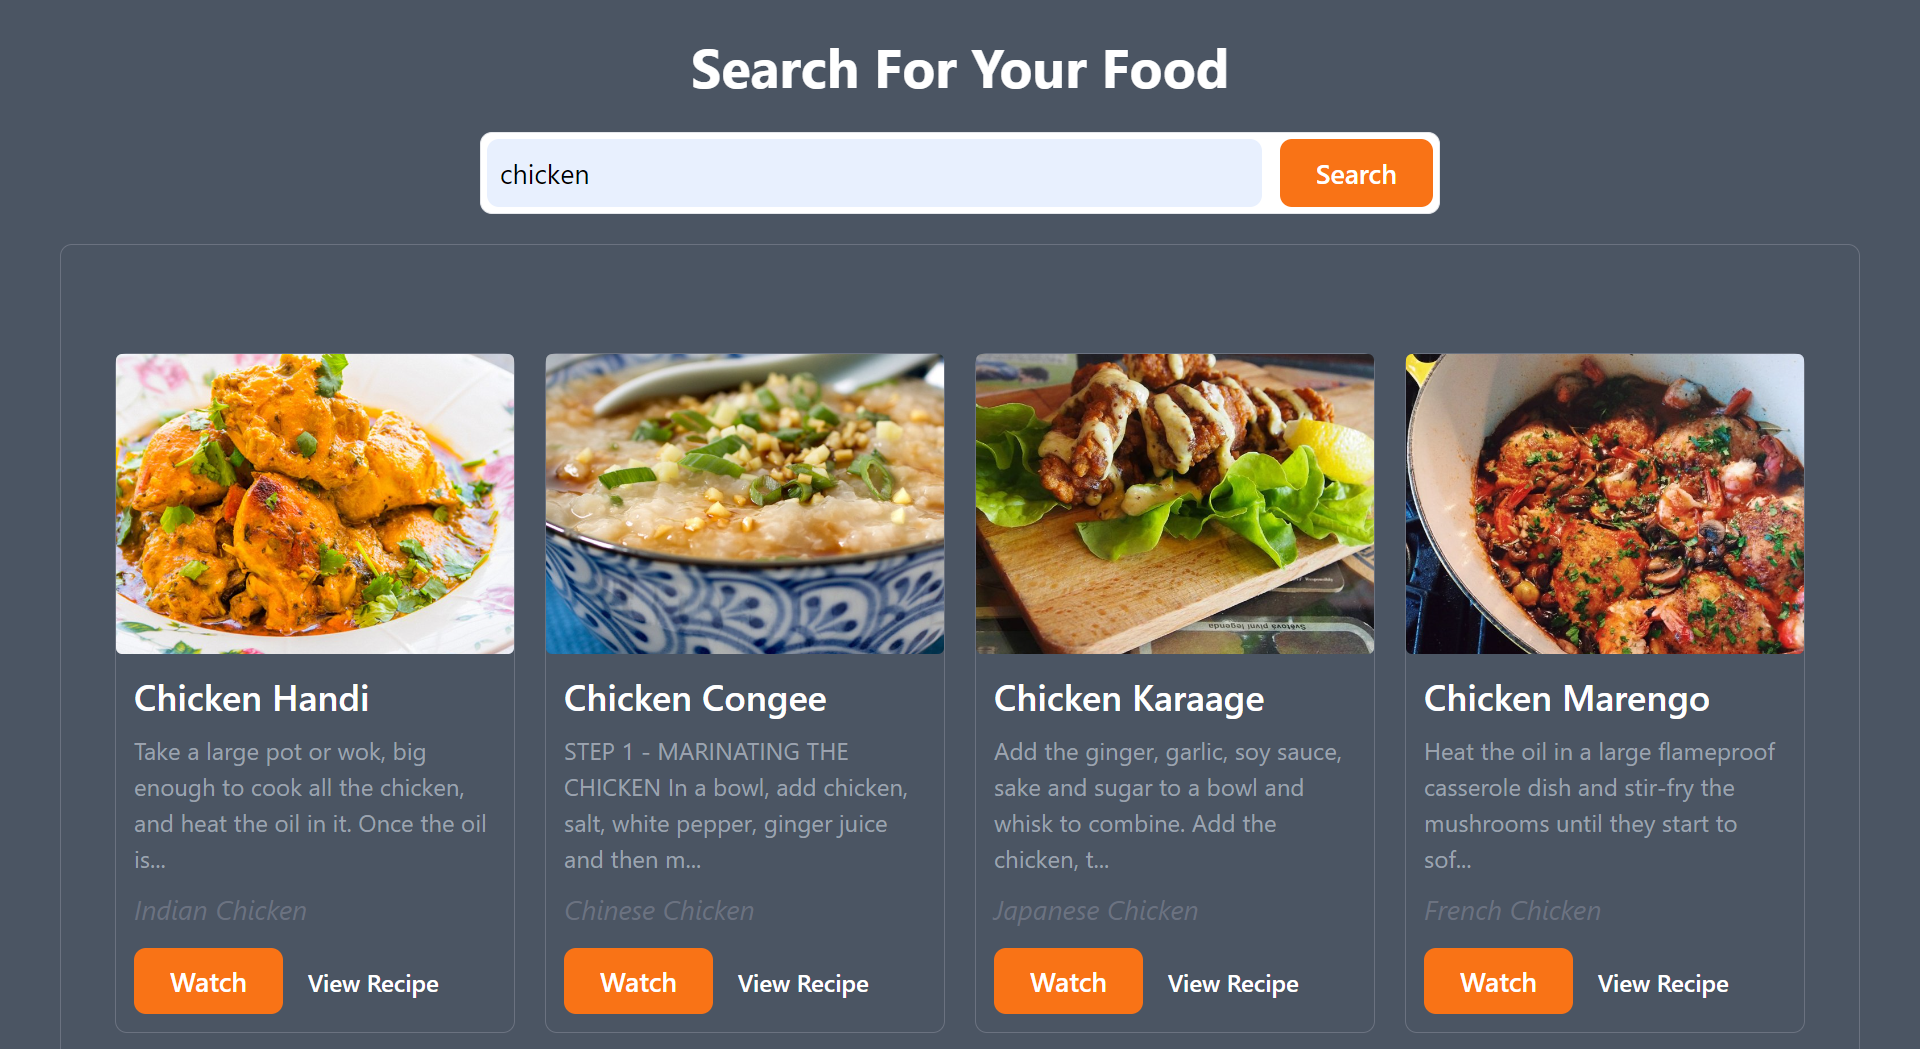 Search For Your Food
chicken
Search
Chicken Handi
Take a large pot or wok, big
enough to cook all the chicken,
and heat the oil in it. Once the oil
is...
Indian Chicken
Watch
View Recipe
Chicken Congee
STEP 1 - MARINATING THE
CHICKEN In a bowl, add chicken,
salt, white pepper, ginger juice
and then m...
Chinese Chicken
Watch
View Recipe
Světová pivní legenda
Chicken Karaage
Add the ginger, garlic, soy sauce,
sake and sugar to a bowl and
whisk to combine. Add the
chicken, t...
Japanese Chicken
Watch
View Recipe
Chicken Marengo
Heat the oil in a large flameproof
casserole dish and stir-fry the
mushrooms until they start to
sof...
French Chicken
Watch
View Recipe